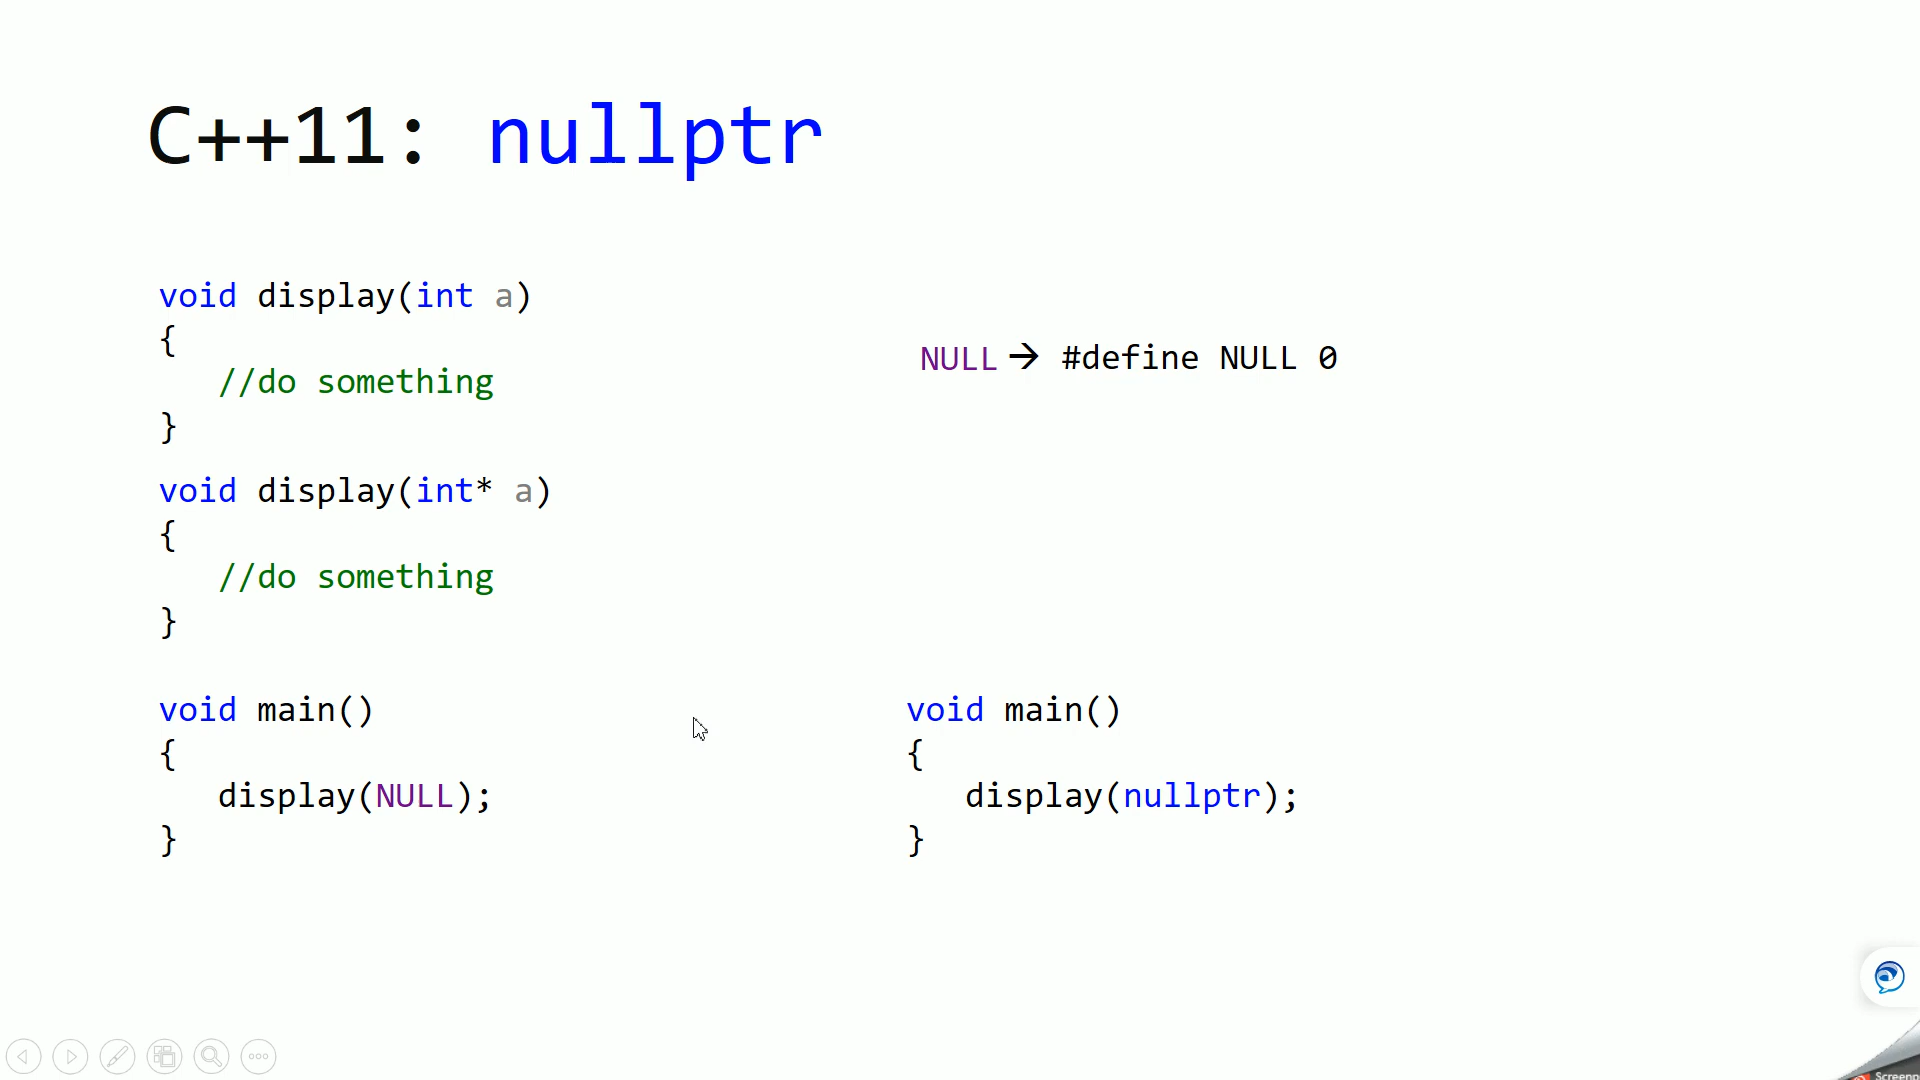 C++11: nullptr
void display(int a)
{
//do something
}
NULL → #define NULL 0
void display(int* a)
{
//do something
}
void main()
{
display(NULL);
}
void main()
{
display(nullptr);
}